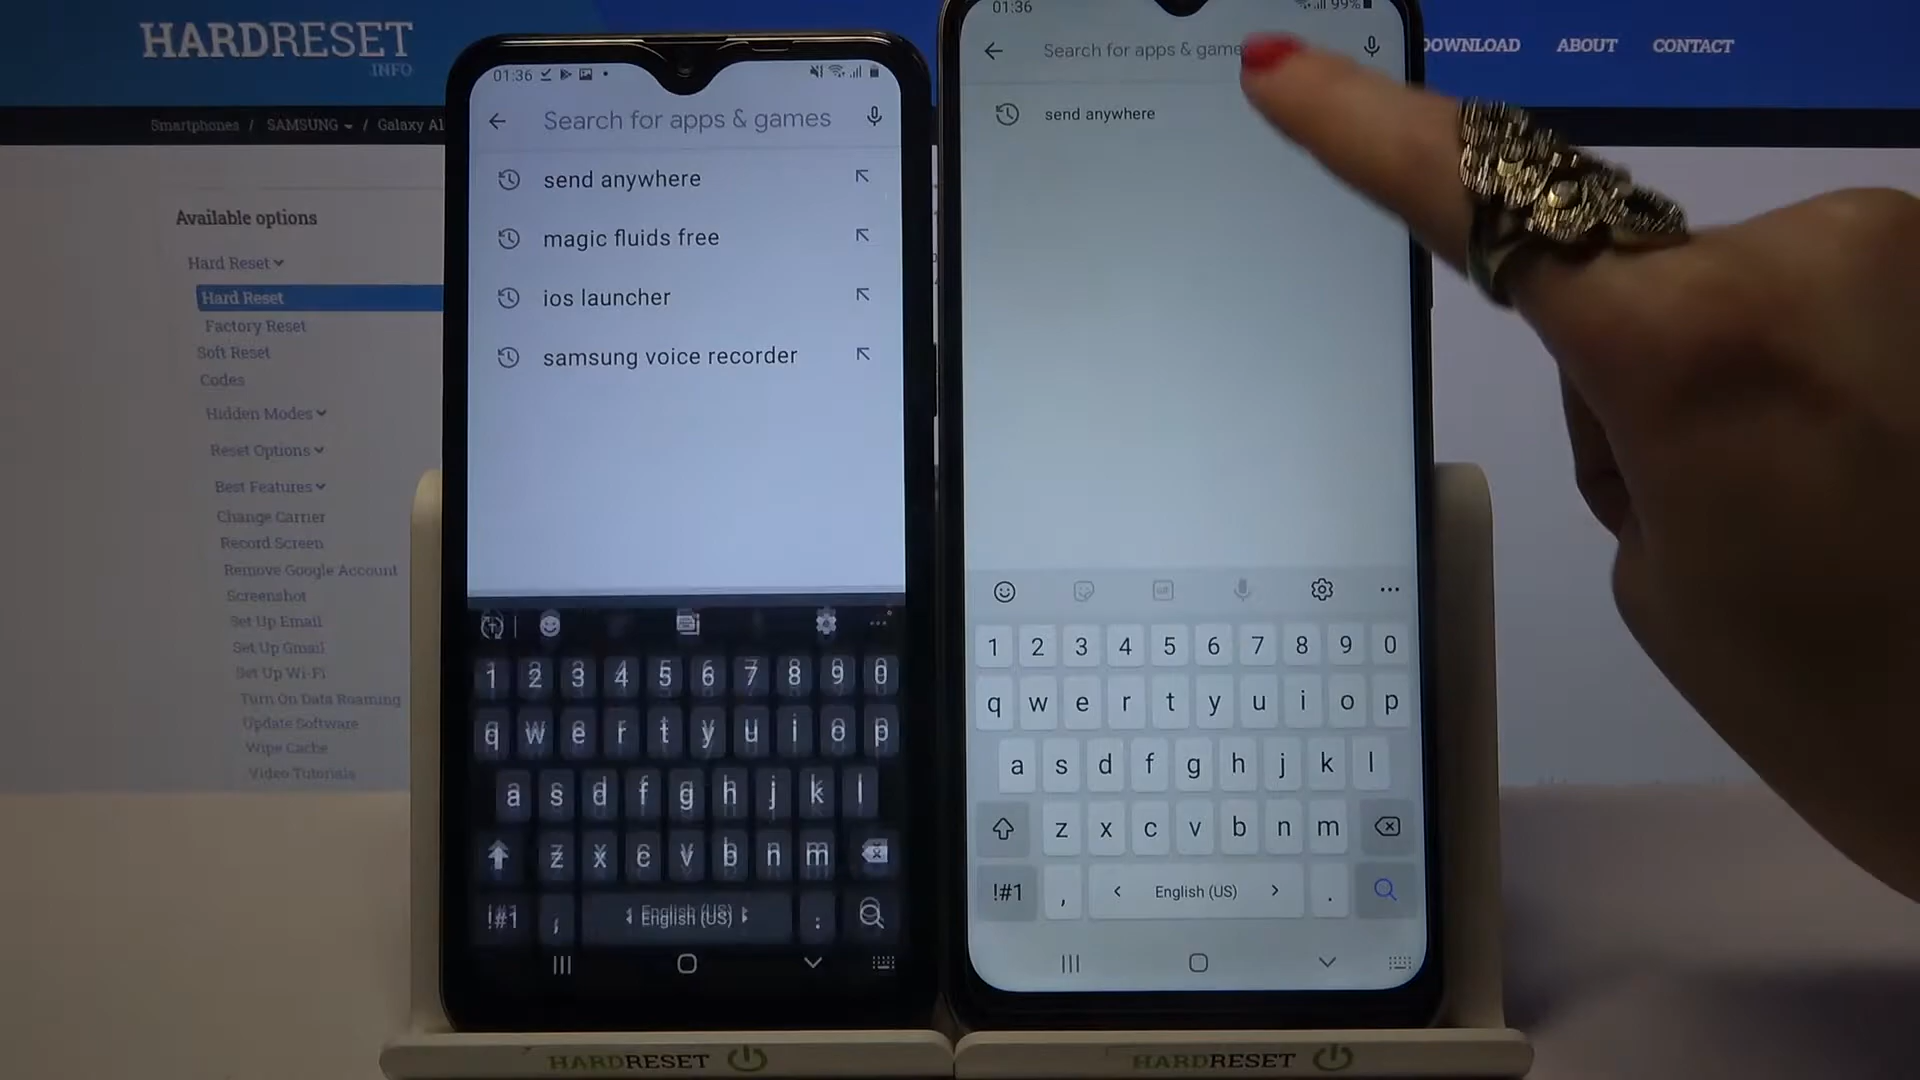 HARDRESET
.INFO
DOWNLOAD ABOUT CONTACT
Smartphones / SAMSUNG / Galaxy A1
Available options
Hard Reset
Hard Reset
Factory Reset
Soft Reset
Codes
Hidden Modes
Reset Options
Best Features
Change Carrier
Record Screen
Remove Google Account
Screenshot
Set Up Email
Set Up Gmail
Set Up Wi-Fi
Turn On Data Roaming
Update Software
Wipe Cache
Video Tutorials
01:36
Search for apps & games
send anywhere
magic fluids free
ios launcher
samsung voice recorder
1 2 3 4 5 6 7 8 9 0
q w e r t y u i o p
a s d f g h j k l
z x c v b n m
!#1 , English (US) .
01:36 99%
Search for apps & game
send anywhere
GIF
1 2 3 4 5 6 7 8 9 0
q w e r t y u i o p
a s d f g h j k l
z x c v b n m
!#1 , < English (US) > .
HARDRESET
HARDRESET